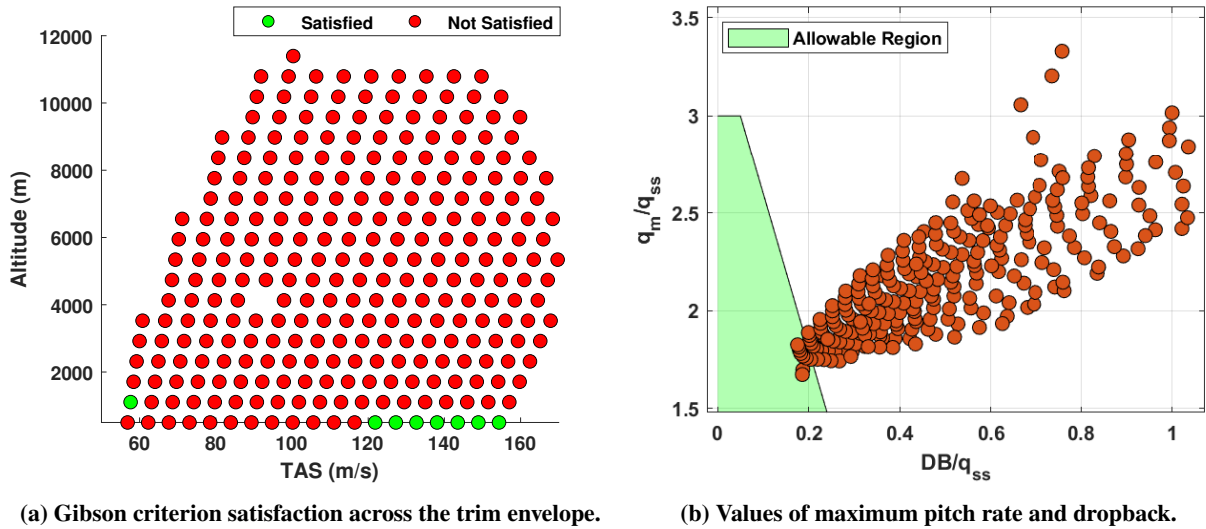 Satisfied Not Satisfied
12000
10000
8000
6000
4000
2000
Altitude (m)
60 80 100 120 140 160
TAS (m/s)
(a) Gibson criterion satisfaction across the trim envelope.
Allowable Region
3.5
3
2.5
2
1.5
q_m/q_ss
0 0.2 0.4 0.6 0.8 1
DB/q_ss
(b) Values of maximum pitch rate and dropback.